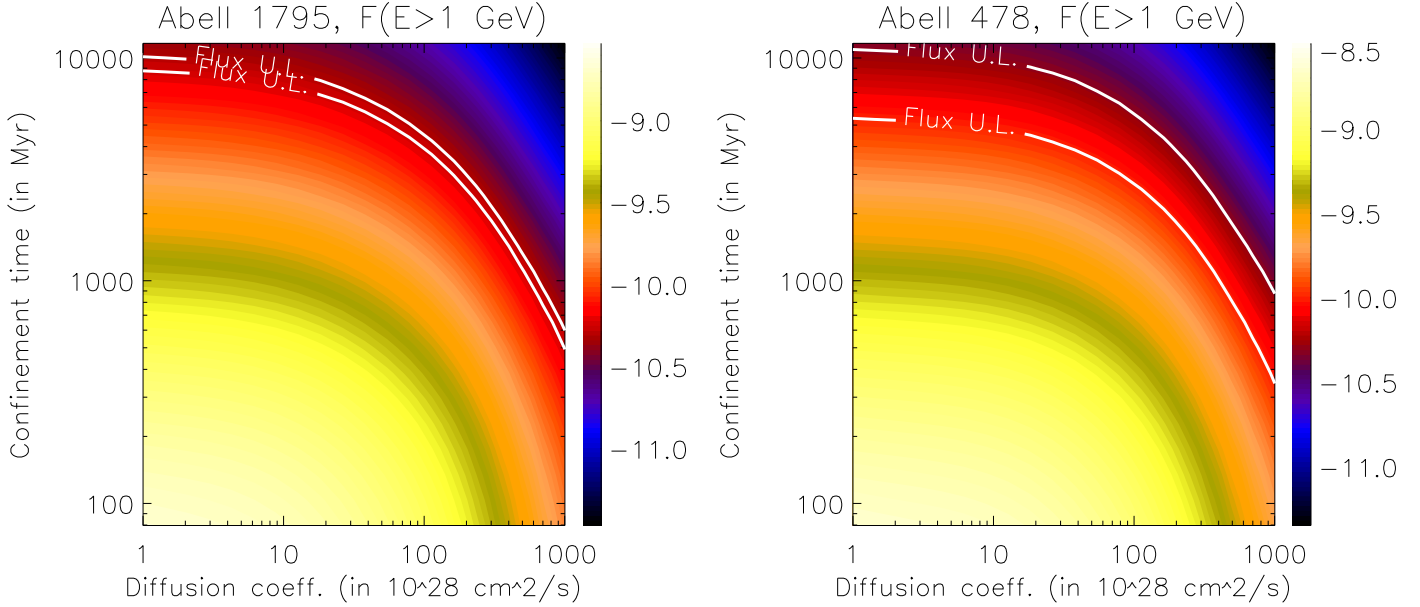 Abell 1795, F(E>1 GeV)
Confinement time (in Myr)
10000
1000
100
Flux U.L.
Flux U.L.
1
10
100
1000
Diffusion coeff. (in 10^28 cm^2/s)
-9.0
-9.5
-10.0
-10.5
-11.0
Abell 478, F(E>1 GeV)
Confinement time (in Myr)
10000
1000
100
Flux U.L.
Flux U.L.
1
10
100
1000
Diffusion coeff. (in 10^28 cm^2/s)
-8.5
-9.0
-9.5
-10.0
-10.5
-11.0